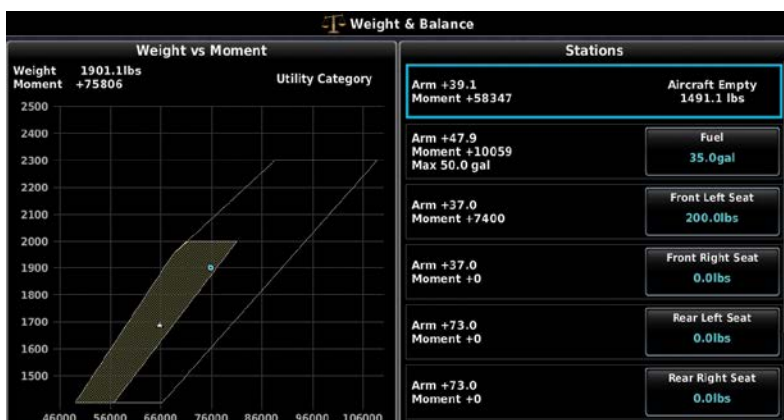 Weight & Balance
Weight vs Moment
Weight 1901.1lbs
Moment +75806
Utility Category
2500
2400
2300
2200
2100
2000
1900
1800
1700
1600
1500
46000 56000 66000 76000 86000 96000 106000
Stations
Arm +39.1
Moment +58347
Aircraft Empty
1491.1 lbs
Arm +47.9
Moment +10059
Max 50.0 gal
Fuel
35.0gal
Arm +37.0
Moment +7400
Front Left Seat
200.0lbs
Arm +37.0
Moment +0
Front Right Seat
0.0lbs
Arm +73.0
Moment +0
Rear Left Seat
0.0lbs
Arm +73.0
Moment +0
Rear Right Seat
0.0lbs